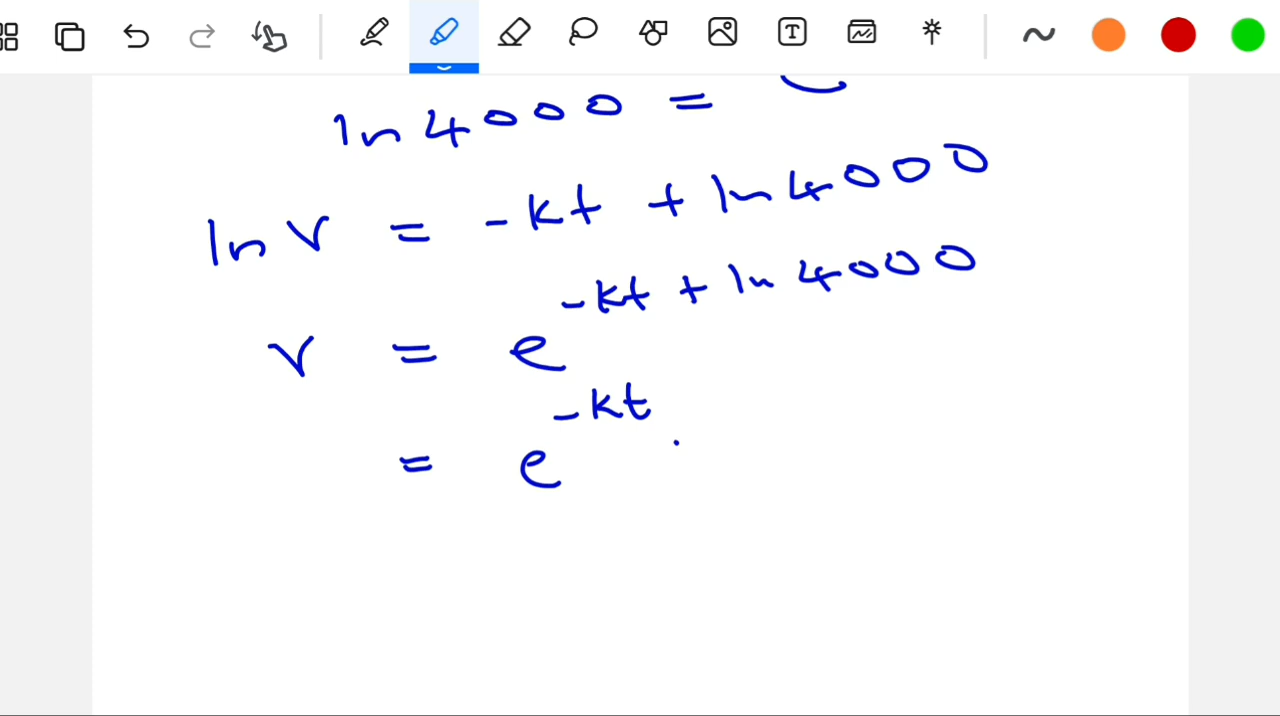 ln 4000 =
ln v = -kt + ln 4000
v = e^{-kt + ln 4000}
= e^{-kt} .